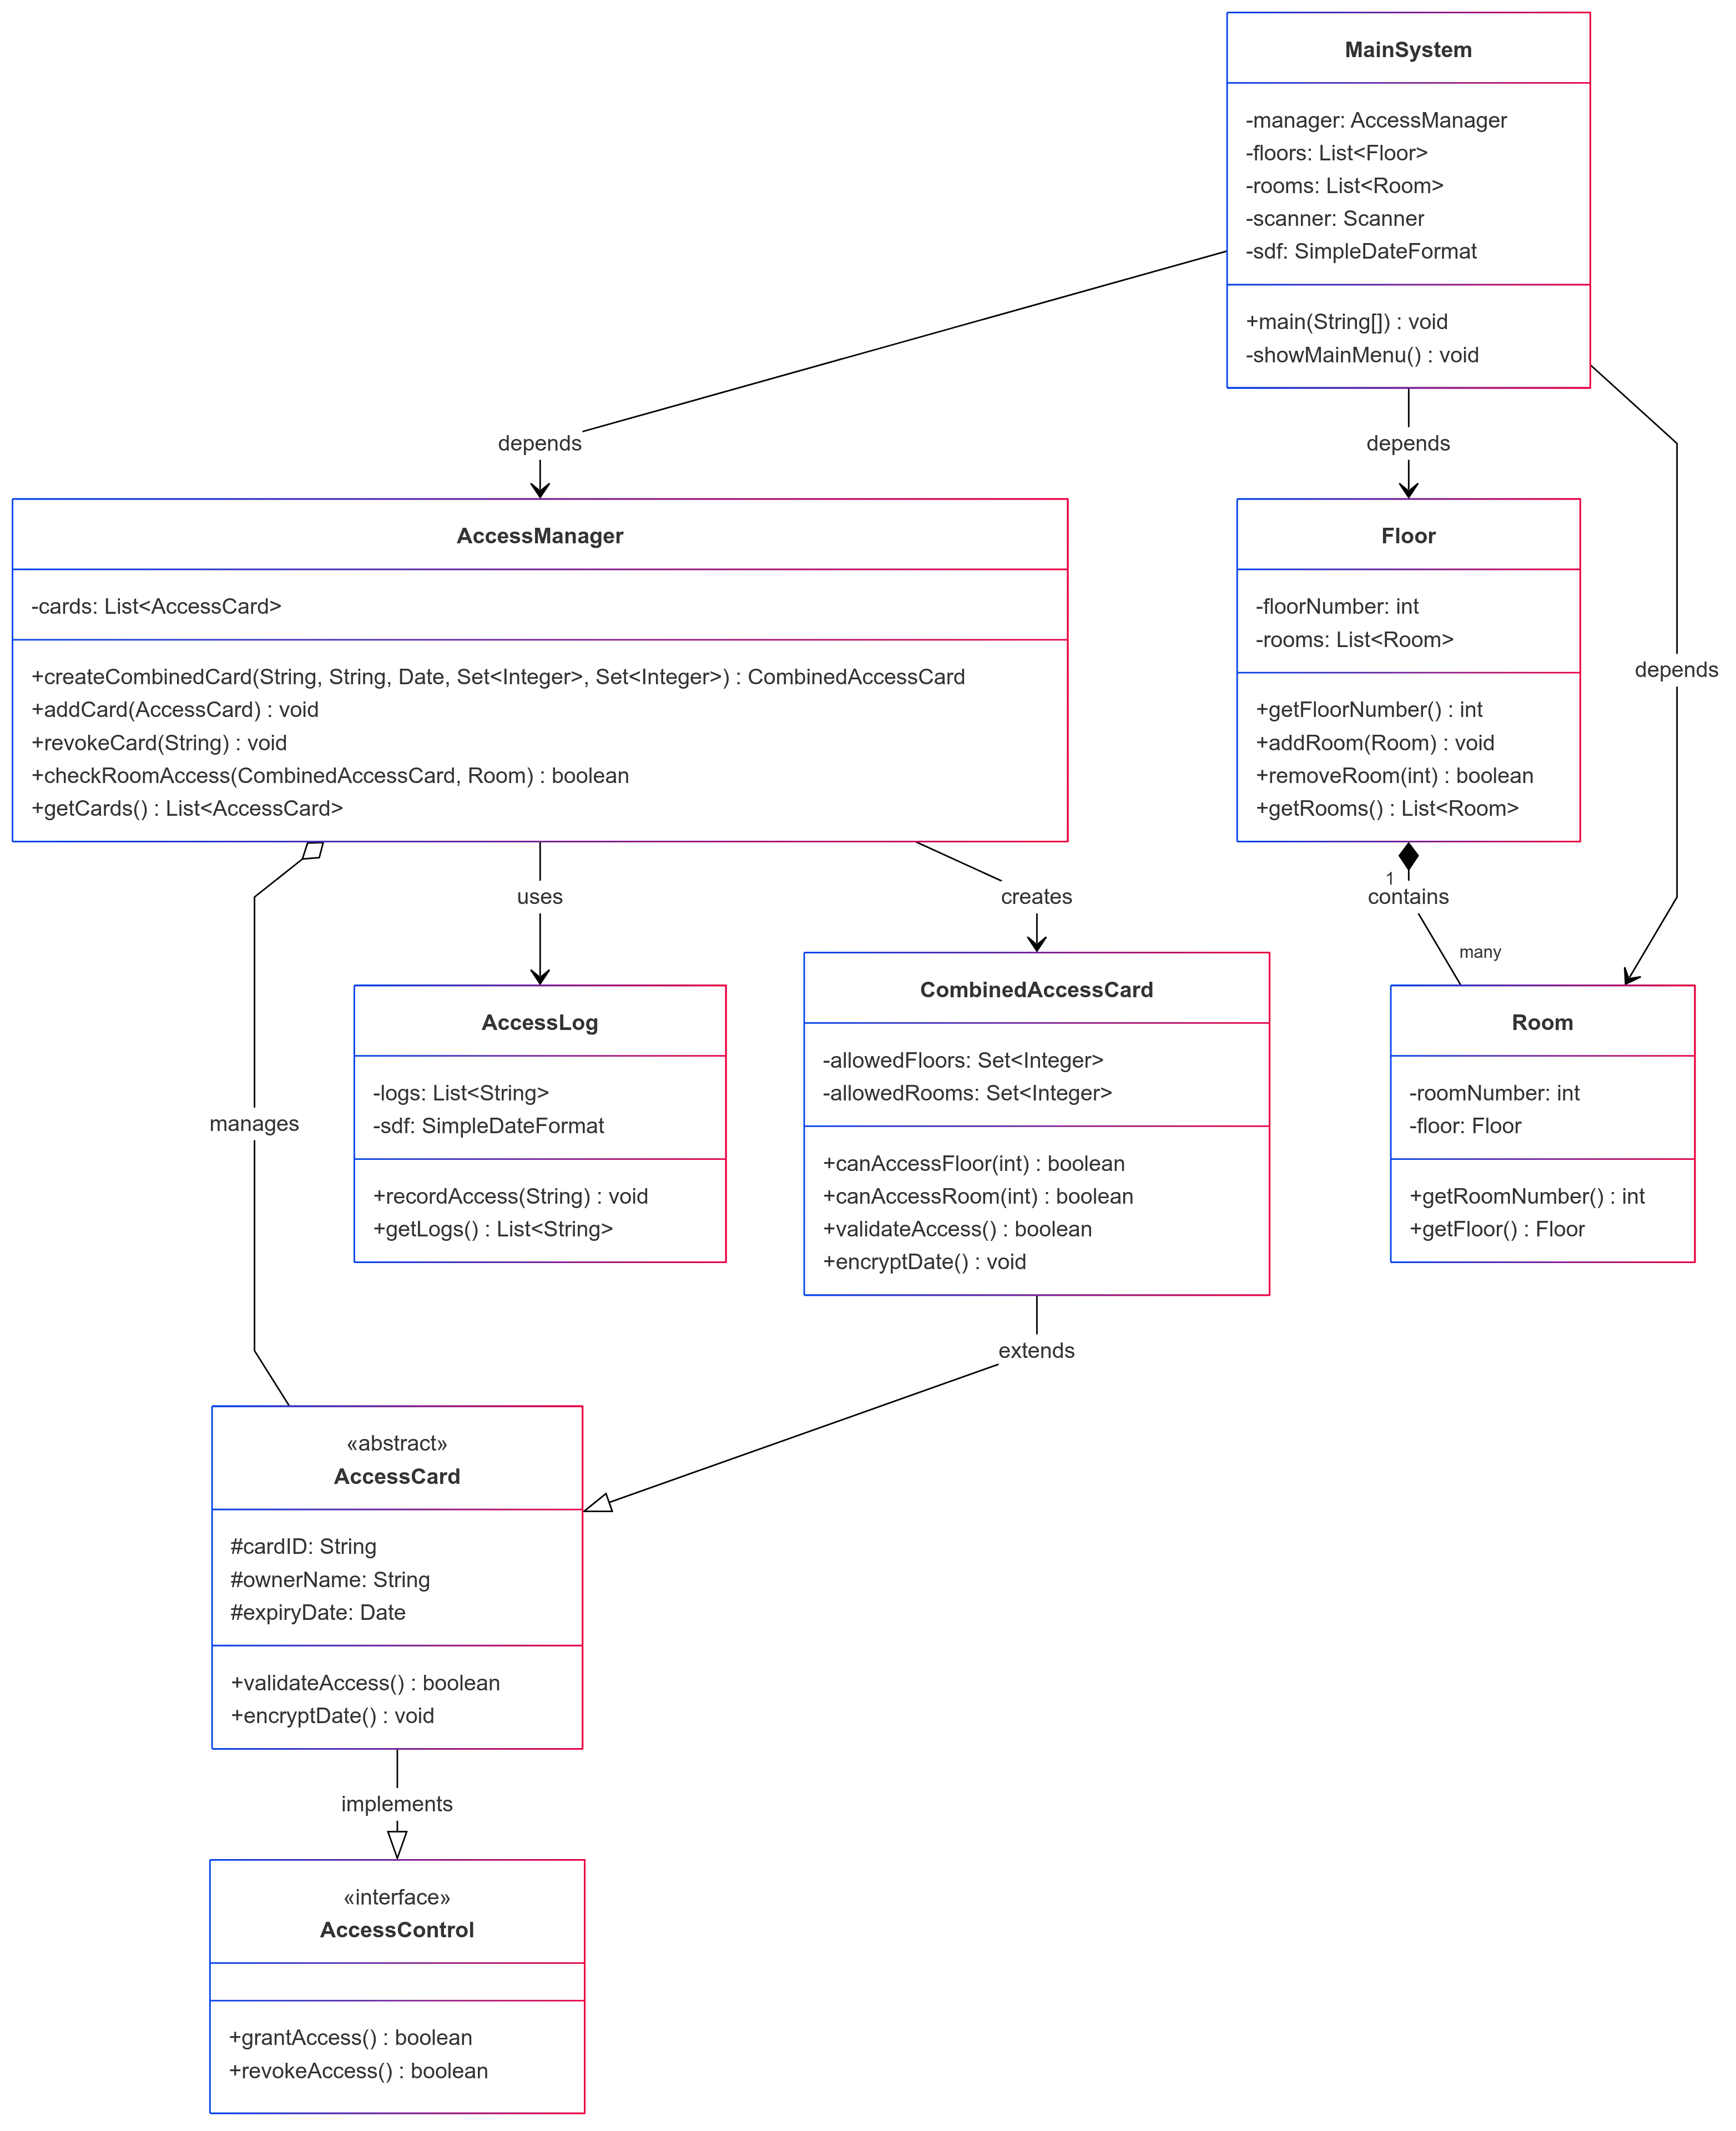 MainSystem
-manager: AccessManager
-floors: List<Floor>
-rooms: List<Room>
-scanner: Scanner
-sdf: SimpleDateFormat
+main(String[]) : void
-showMainMenu() : void
depends
depends
depends
AccessManager
-cards: List<AccessCard>
+createCombinedCard(String, String, Date, Set<Integer>, Set<Integer>) : CombinedAccessCard
+addCard(AccessCard) : void
+revokeCard(String) : void
+checkRoomAccess(CombinedAccessCard, Room) : boolean
+getCards() : List<AccessCard>
Floor
-floorNumber: int
-rooms: List<Room>
+getFloorNumber() : int
+addRoom(Room) : void
+removeRoom(int) : boolean
+getRooms() : List<Room>
uses
creates
1
contains
many
manages
AccessLog
-logs: List<String>
-sdf: SimpleDateFormat
+recordAccess(String) : void
+getLogs() : List<String>
CombinedAccessCard
-allowedFloors: Set<Integer>
-allowedRooms: Set<Integer>
+canAccessFloor(int) : boolean
+canAccessRoom(int) : boolean
+validateAccess() : boolean
+encryptDate() : void
Room
-roomNumber: int
-floor: Floor
+getRoomNumber() : int
+getFloor() : Floor
extends
«abstract»
AccessCard
#cardID: String
#ownerName: String
#expiryDate: Date
+validateAccess() : boolean
+encryptDate() : void
implements
«interface»
AccessControl
+grantAccess() : boolean
+revokeAccess() : boolean